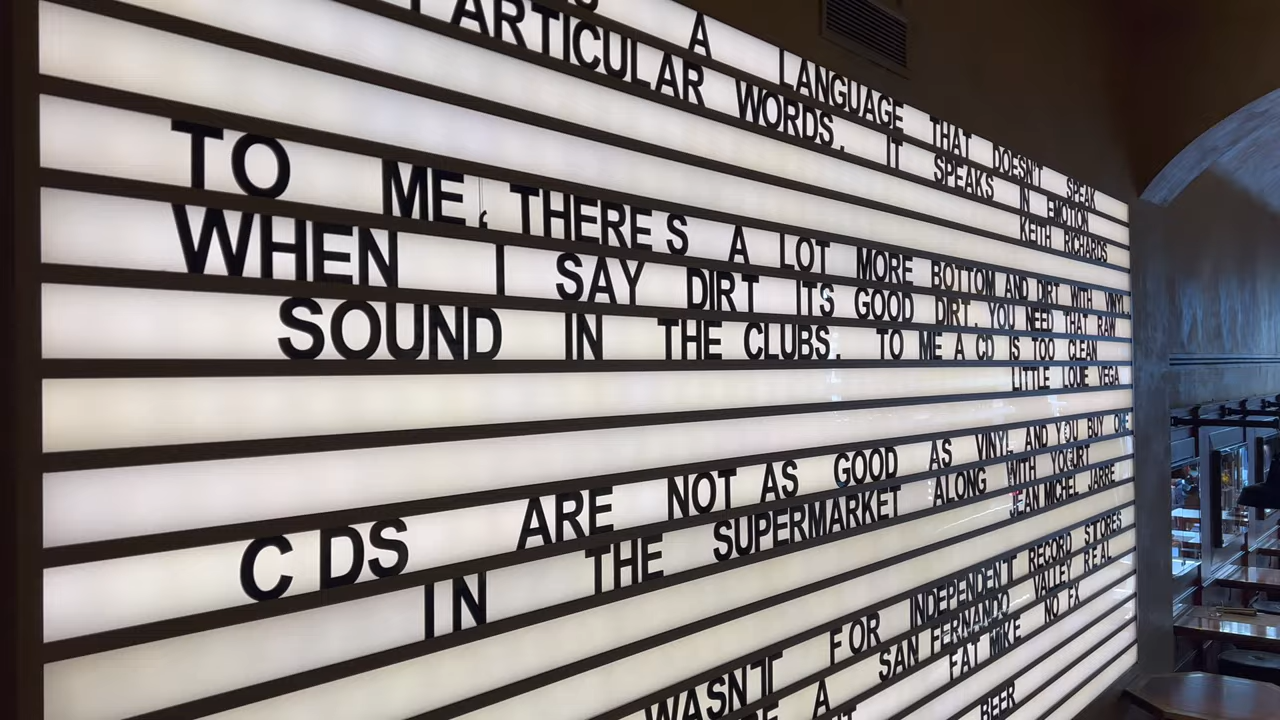 A LANGUAGE THAT DOESN'T SPEAK
PARTICULAR WORDS. IT SPEAKS IN EMOTION
KEITH RICHARDS
TO ME, THERE S A LOT MORE BOTTOM AND DIRT WITH VINYL.
WHEN I SAY DIRT ITS GOOD DIRT. YOU NEED THAT RAW
SOUND IN THE CLUBS. TO ME A CD IS TOO CLEAN
LITTLE LOUIE VEGA
CDS ARE NOT AS GOOD AS VINYL AND YOU BUY ONE
IN THE SUPERMARKET ALONG WITH YOGURT
JEAN MICHEL JARRE
WASN'T FOR INDEPENDENT RECORD STORES
A SAN FERNANDO VALLEY REAL
FAT MIKE NO FX
BEER